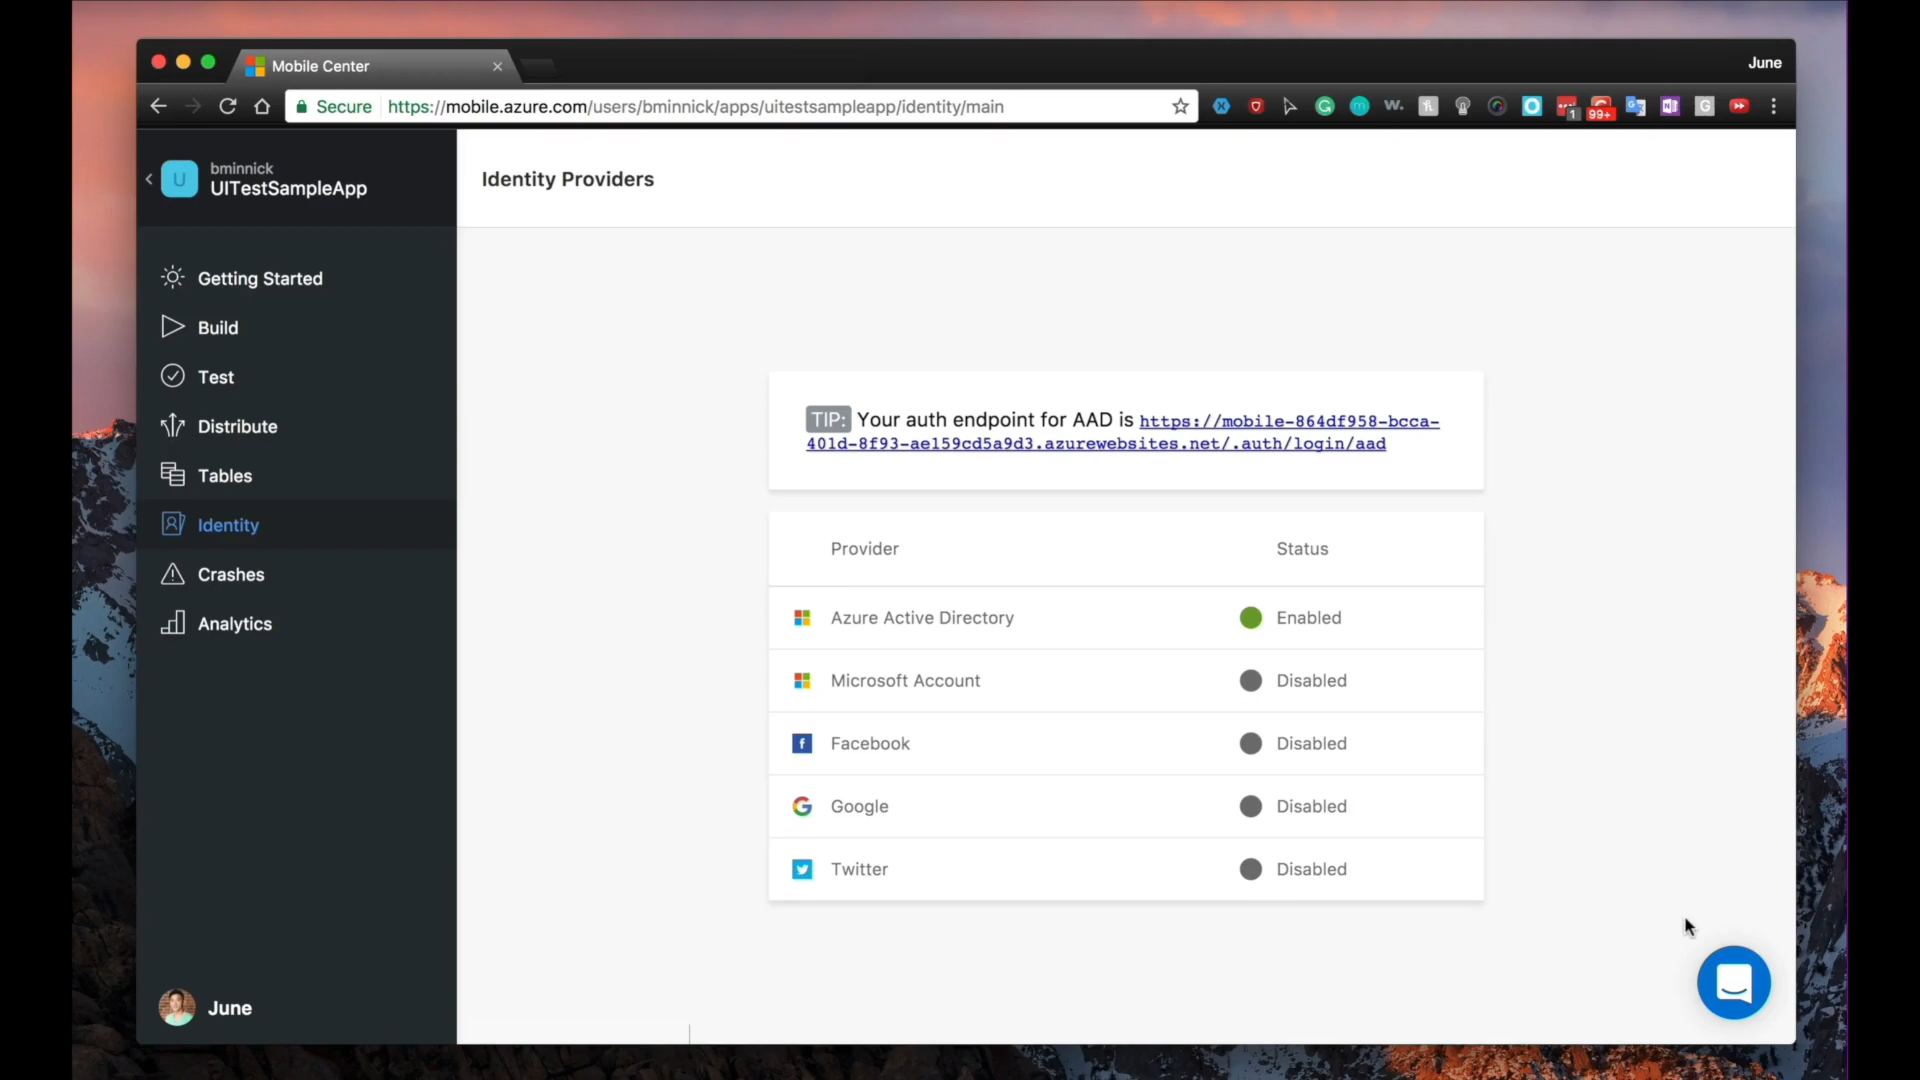 Mobile Center
June
Secure https://mobile.azure.com/users/bminnick/apps/uitestsampleapp/identity/main
W.
1
99+
G
U
bminnick
UITestSampleApp
Identity Providers
Getting Started
Build
Test
Distribute
Tables
Identity
Crashes
Analytics
June
TIP: Your auth endpoint for AAD is https://mobile-864df958-bcca-
401d-8f93-ae159cd5a9d3.azurewebsites.net/.auth/login/aad
Provider Status
Azure Active Directory Enabled
Microsoft Account Disabled
Facebook Disabled
Google Disabled
Twitter Disabled